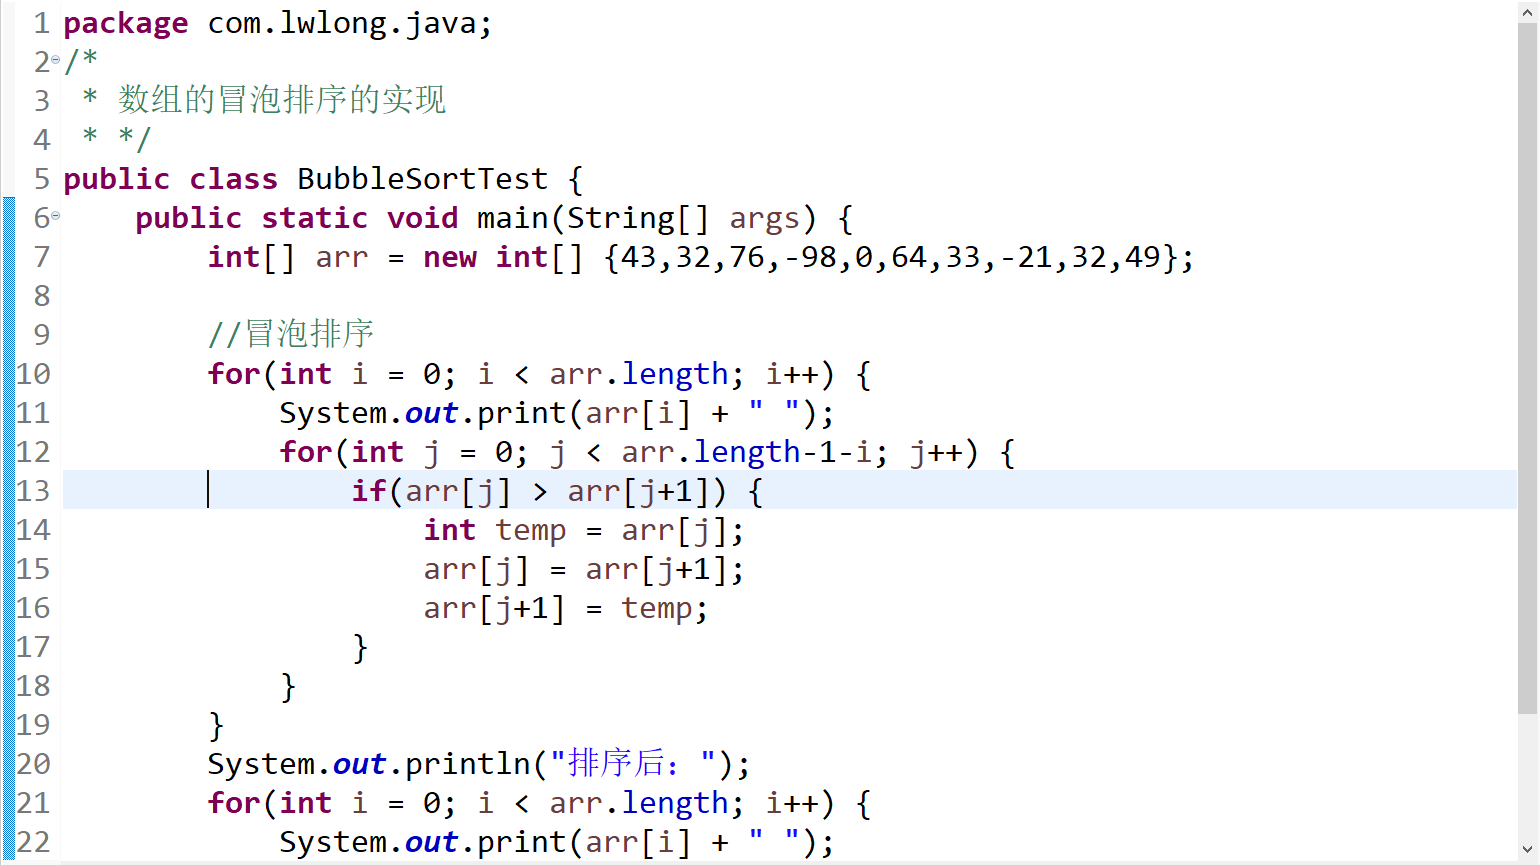 1 package com.lwlong.java;
2 /*
3  * 数组的冒泡排序的实现
4  * */
5 public class BubbleSortTest {
6     public static void main(String[] args) {
7         int[] arr = new int[] {43,32,76,-98,0,64,33,-21,32,49};
8
9         //冒泡排序
10         for(int i = 0; i < arr.length; i++) {
11             System.out.print(arr[i] + " ");
12             for(int j = 0; j < arr.length-1-i; j++) {
13                 if(arr[j] > arr[j+1]) {
14                     int temp = arr[j];
15                     arr[j] = arr[j+1];
16                     arr[j+1] = temp;
17                 }
18             }
19         }
20         System.out.println("排序后：");
21         for(int i = 0; i < arr.length; i++) {
22             System.out.print(arr[i] + " ");